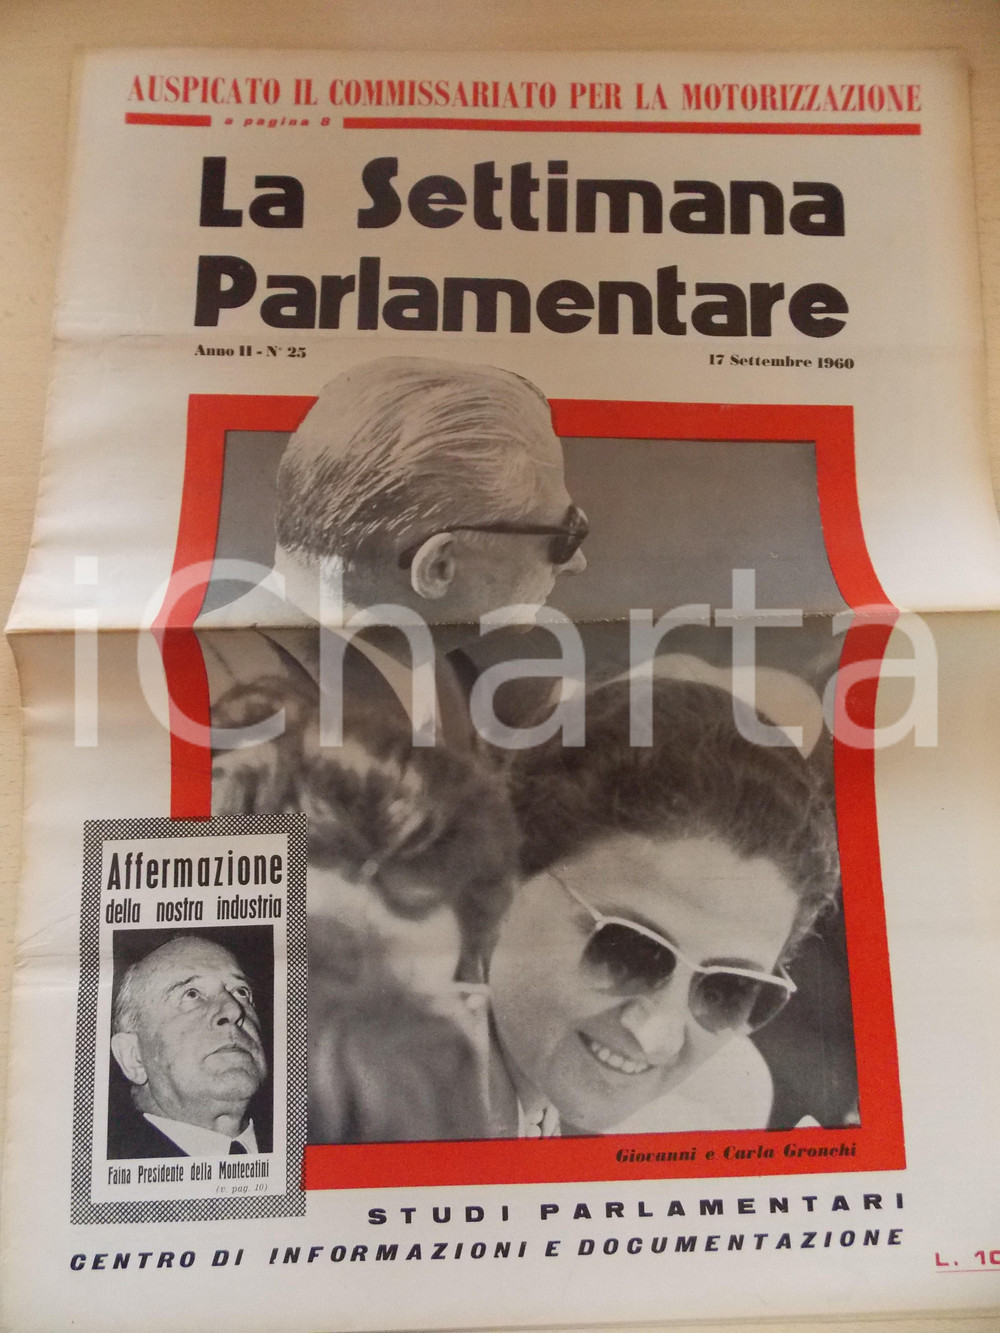 AUSPICATO IL COMMISSARIATO PER LA MOTORIZZAZIONE
a pagina 8
La Settimana
Parlamentare
Anno II - N° 25
17 Settembre 1960
iCharta
Affermazione
della nostra industria
Faina Presidente della Montecatini
(v. pag. 10)
Giovanni e Carla Gronchi
STUDI PARLAMENTARI
CENTRO DI INFORMAZIONI E DOCUMENTAZIONE
L.